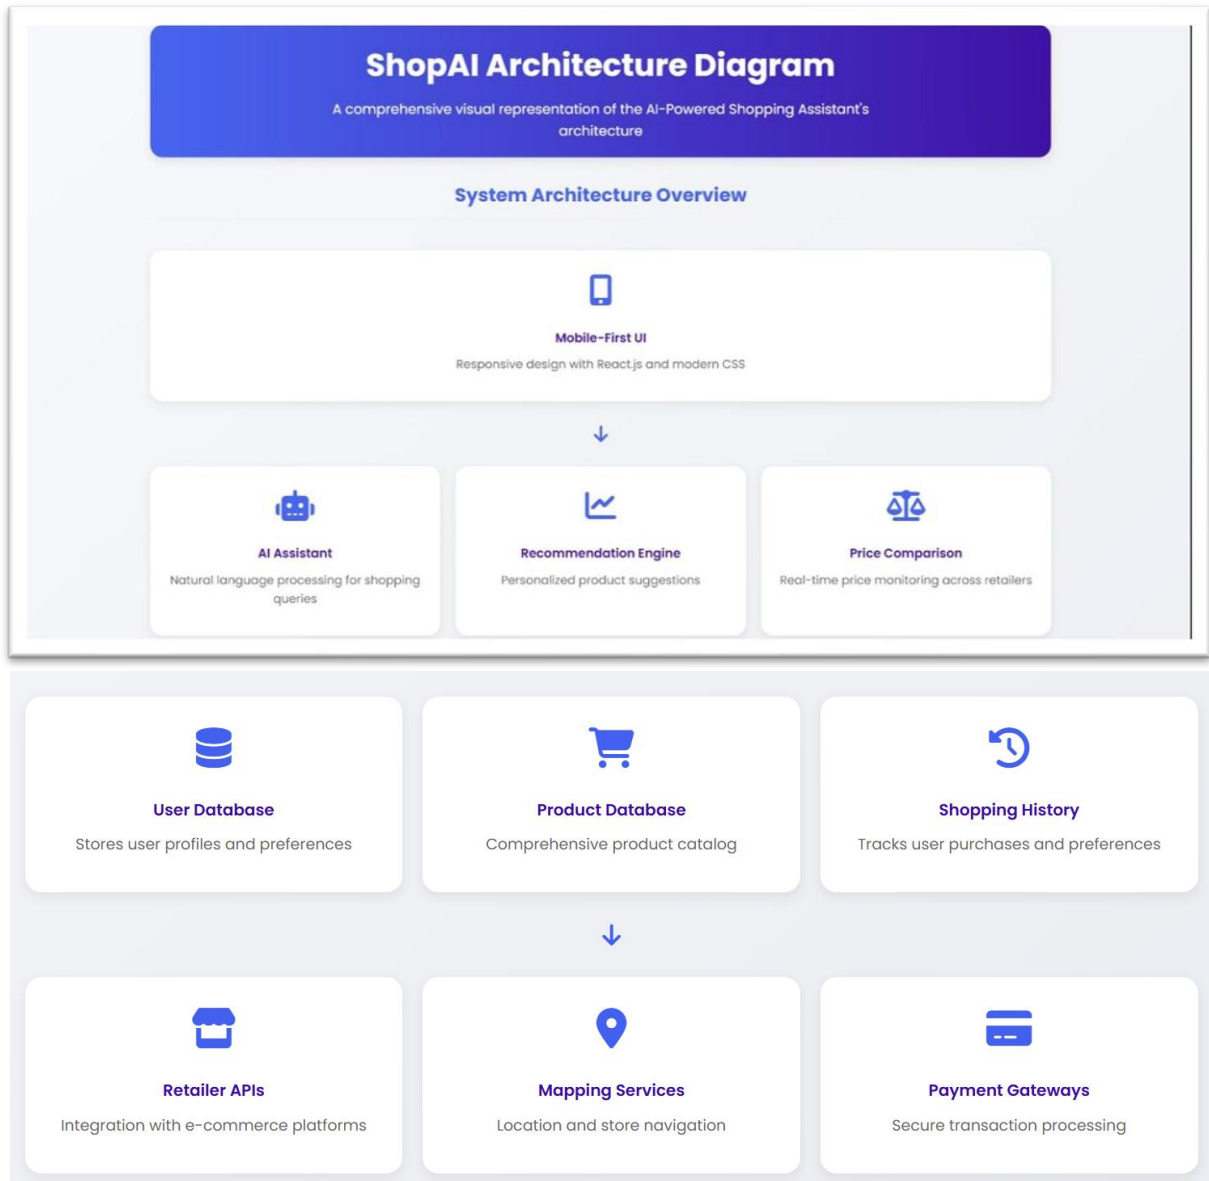 ShopAI Architecture Diagram
A comprehensive visual representation of the AI-Powered Shopping Assistant's
architecture
System Architecture Overview
Mobile-First UI
Responsive design with React.js and modern CSS
AI Assistant
Natural language processing for shopping
queries
Recommendation Engine
Personalized product suggestions
Price Comparison
Real-time price monitoring across retailers
User Database
Stores user profiles and preferences
Product Database
Comprehensive product catalog
Shopping History
Tracks user purchases and preferences
Retailer APIs
Integration with e-commerce platforms
Mapping Services
Location and store navigation
Payment Gateways
Secure transaction processing